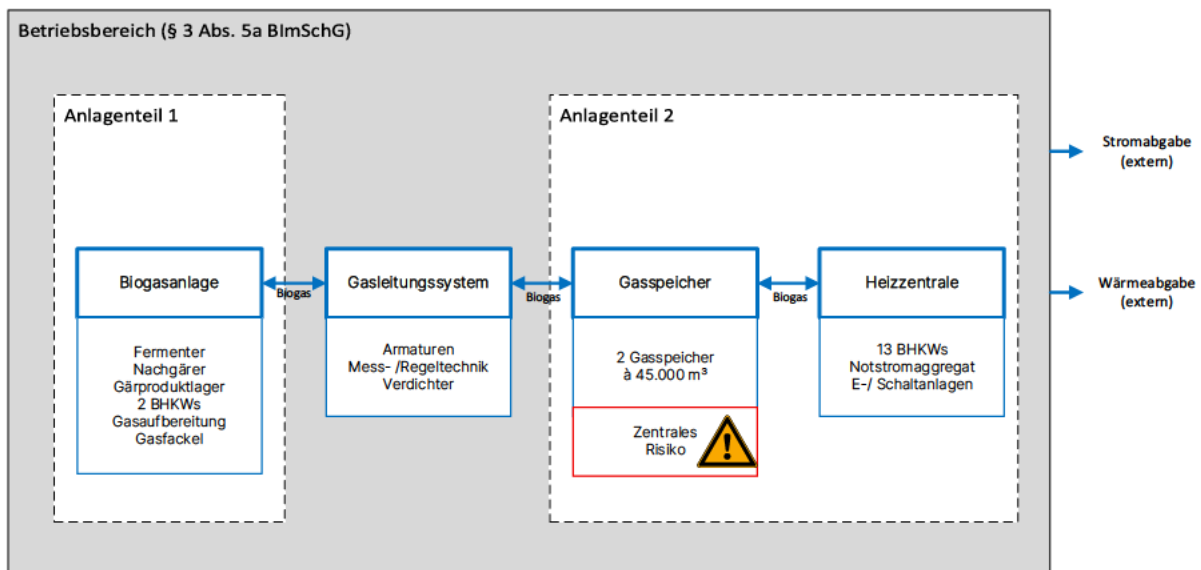 Betriebsbereich (§ 3 Abs. 5a BImSchG)
Anlagenteil 1
Anlagenteil 2
Stromabgabe
(extern)
Biogasanlage
Biogas
Gasleitungssystem
Biogas
Gasspeicher
Biogas
Heizzentrale
Wärmeabgabe
(extern)
Fermenter
Nachgärer
Gärproduktlager
2 BHKWs
Gasaufbereitung
Gasfackel
Armaturen
Mess- /Regeltechnik
Verdichter
2 Gasspeicher
à 45.000 m³
Zentrales
Risiko
13 BHKWs
Notstromaggregat
E-/ Schaltanlagen